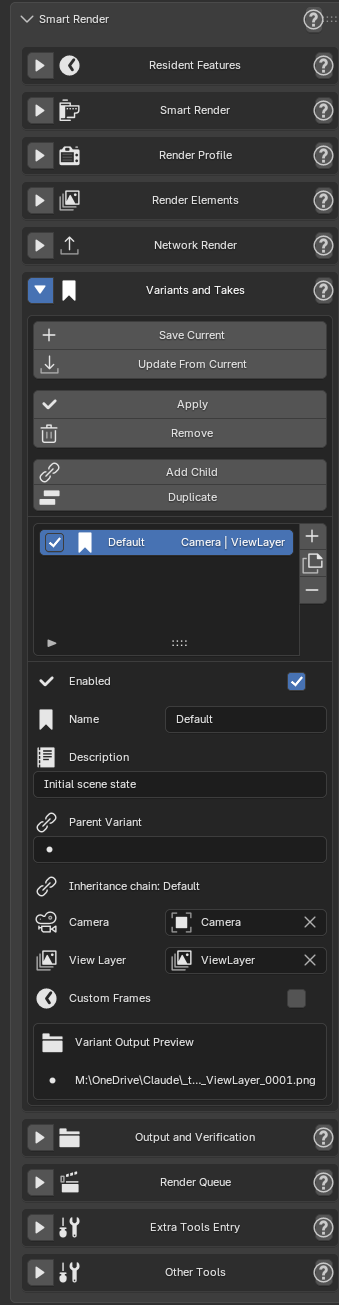 Smart Render
Resident Features
Smart Render
Render Profile
Render Elements
Network Render
Variants and Takes
Save Current
Update From Current
Apply
Remove
Add Child
Duplicate
Default Camera | ViewLayer
Enabled
Name Default
Description
Initial scene state
Parent Variant
Inheritance chain: Default
Camera Camera
View Layer ViewLayer
Custom Frames
Variant Output Preview
M:\OneDrive\Claude\_t..._ViewLayer_0001.png
Output and Verification
Render Queue
Extra Tools Entry
Other Tools